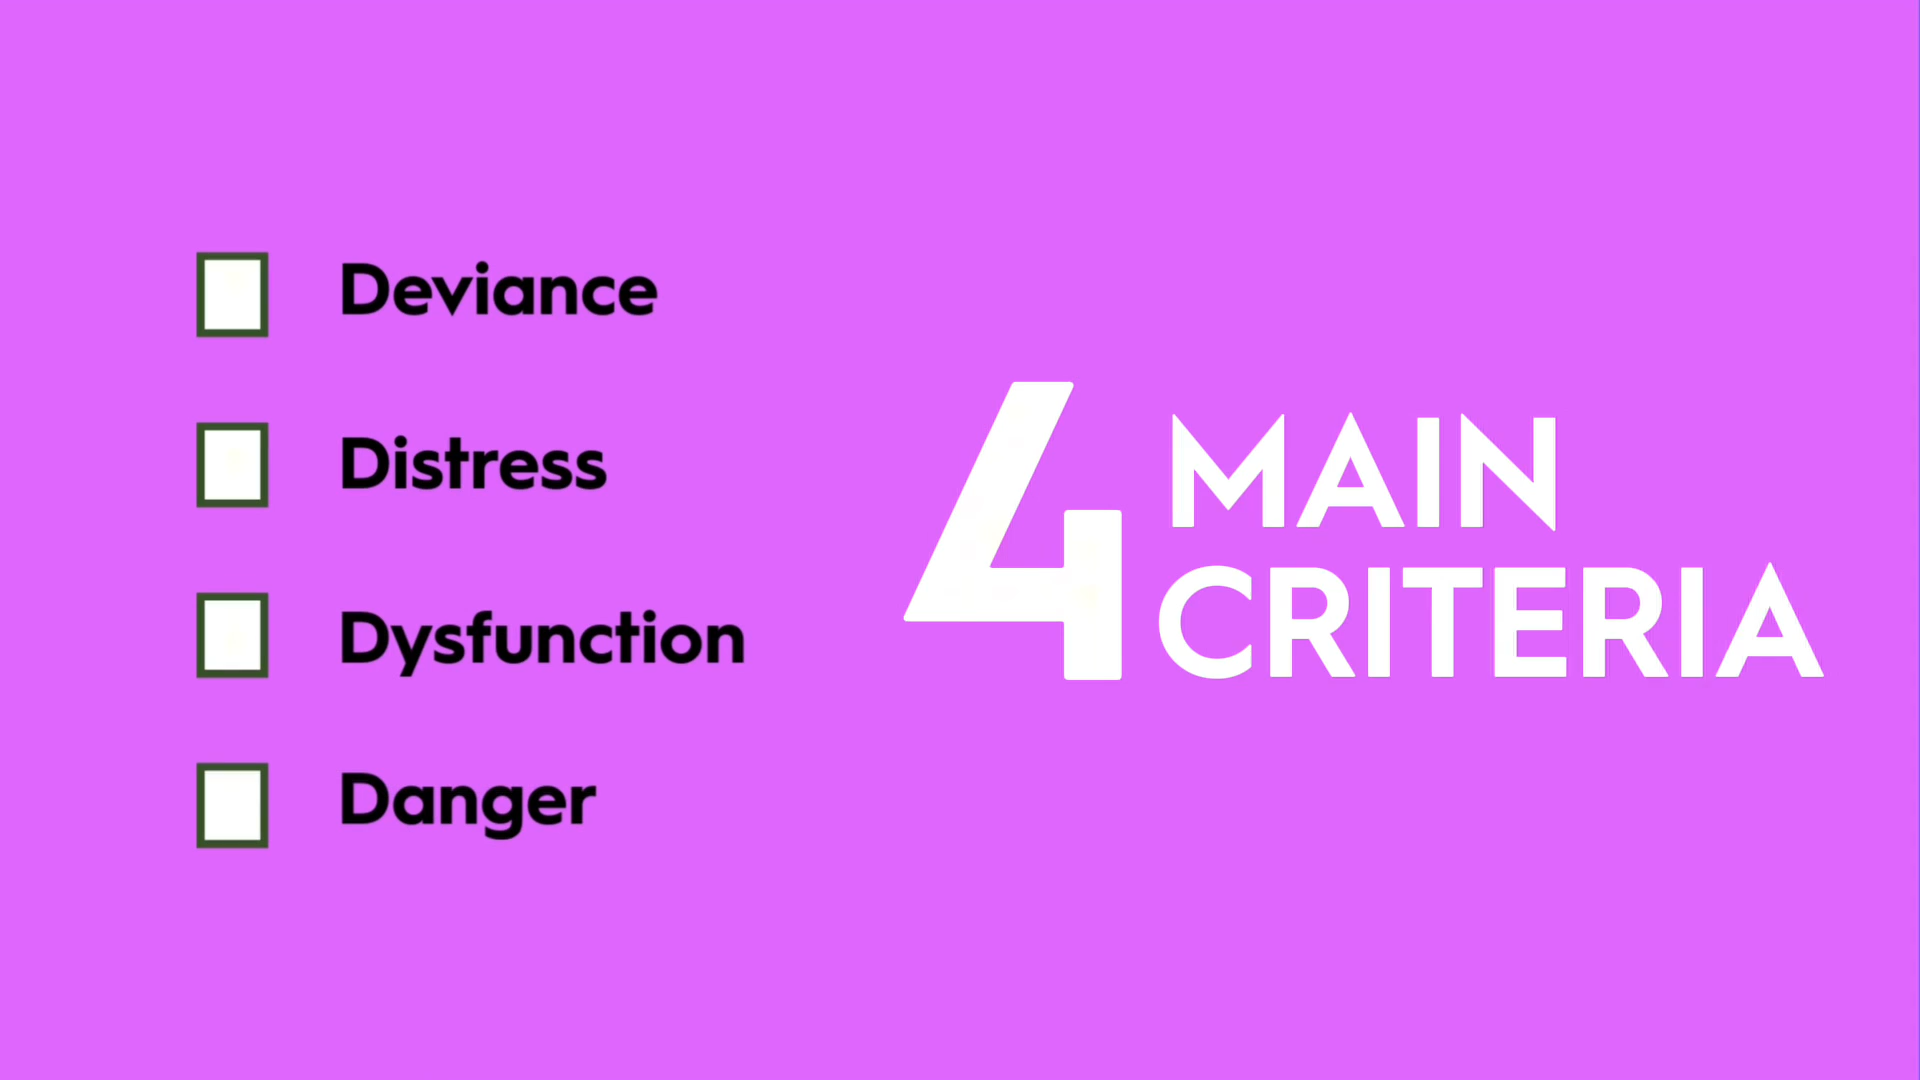 Deviance
Distress
Dysfunction
Danger
4 MAIN
CRITERIA